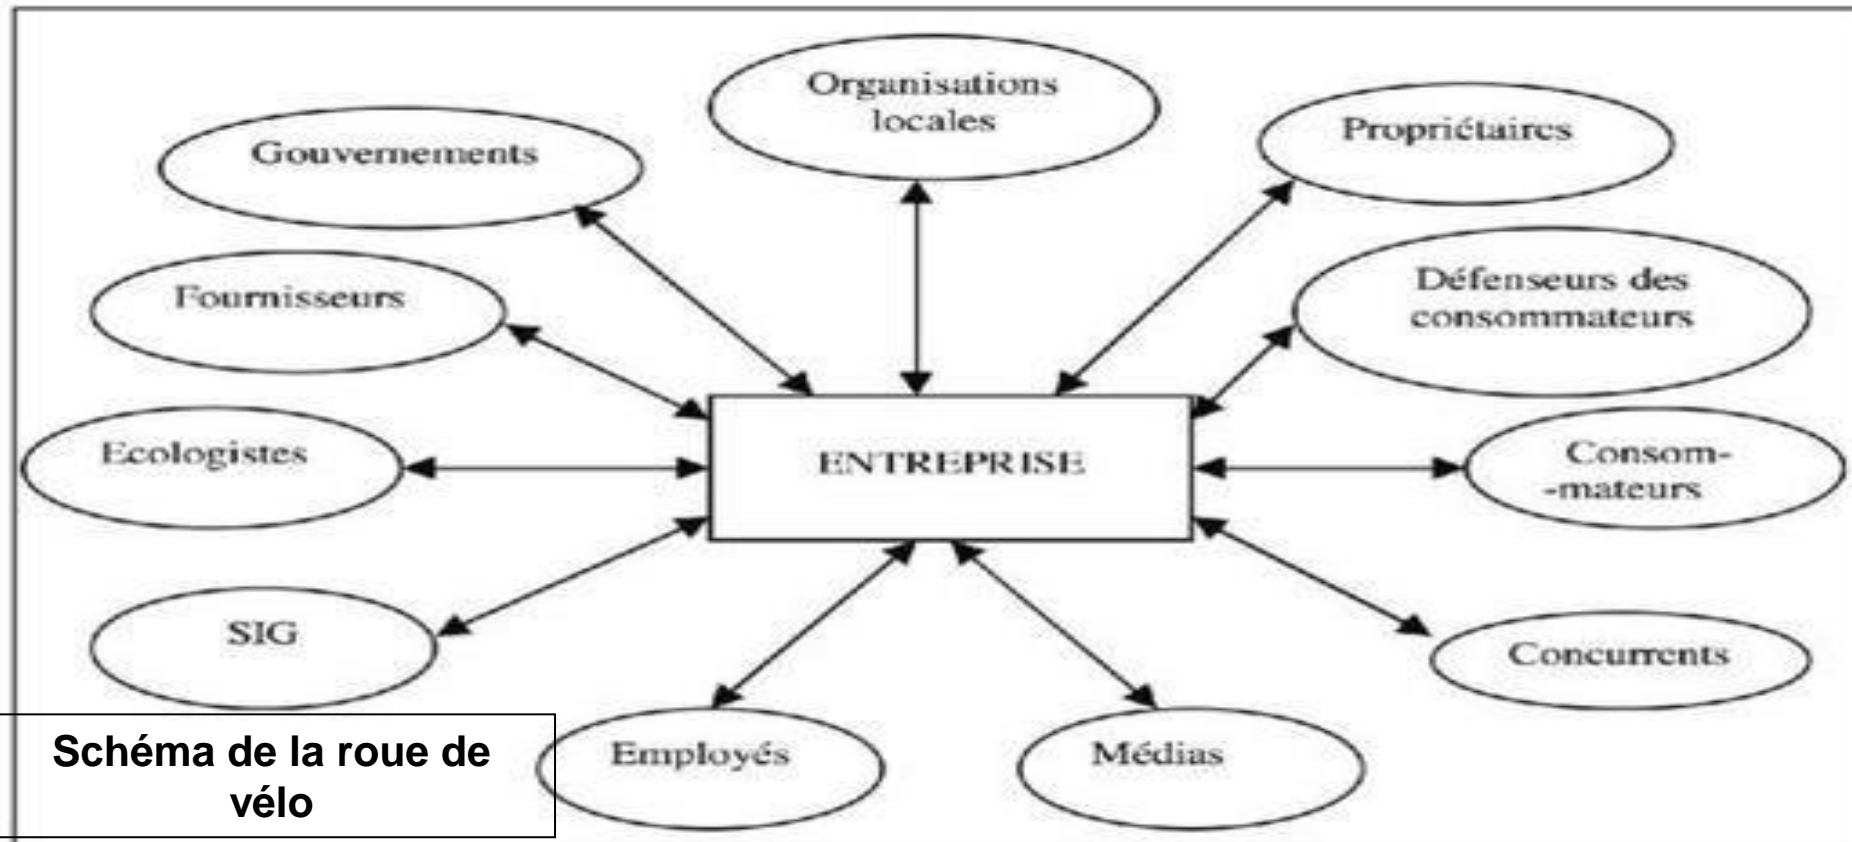 Organisations
locales
Propriétaires
Gouvernements
Défenseurs des
consommateurs
Fournisseurs
Ecologistes
ENTREPRISE
Consom-
-mateurs
SIG
Concurrents
Employés
Médias
Schéma de la roue de
vélo